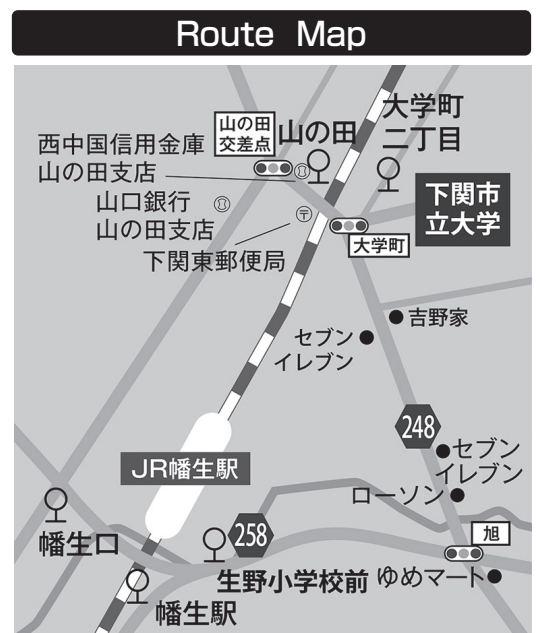 Route Map
大学町
二丁目
山の田
交差点
山の田
西中国信用金庫
山の田支店
山口銀行
山の田支店
下関市
立大学
〒
大学町
下関東郵便局
吉野家
セブン
イレブン
248
セブン
イレブン
JR幡生駅
ローソン
幡生口
258
旭
生野小学校前
ゆめマート
幡生駅